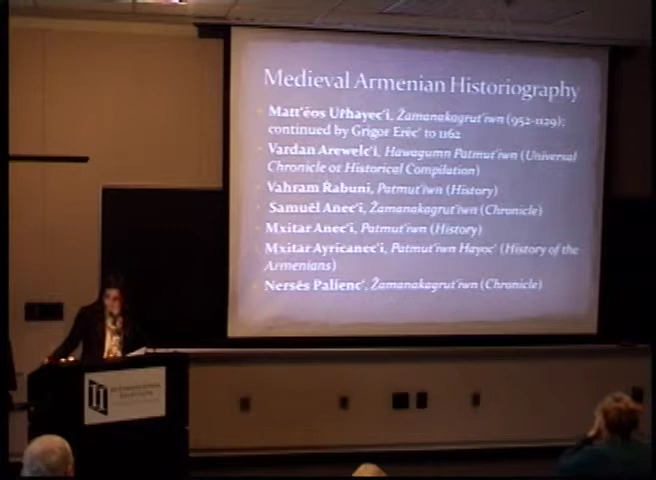 Medieval Armenian Historiography
Matt'ēos Uṙhayec'i, Žamanakagrut'iwn (952-1129);
continued by Grigor Erēc' to 1162
Vardan Arewelc'i, Hawagumn Patmut'iwn (Universal
Chronicle or Historical Compilation)
Vahram Rabuni, Patmut'iwn (History)
Samuēl Anec'i, Žamanakagrut'iwn (Chronicle)
Mxitar Anec'i, Patmut'iwn (History)
Mxitar Ayrivanec'i, Patmut'iwn Hayoc' (History of the
Armenians)
Nersēs Palienc', Žamanakagrut'iwn (Chronicle)